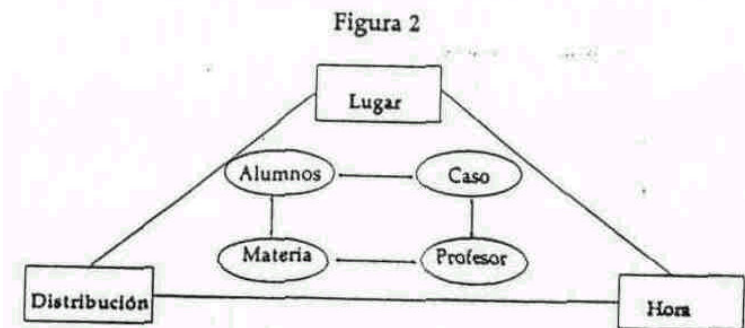 Figura 2
Lugar
Alumnos Caso
Materia Profesor
Distribución Hora